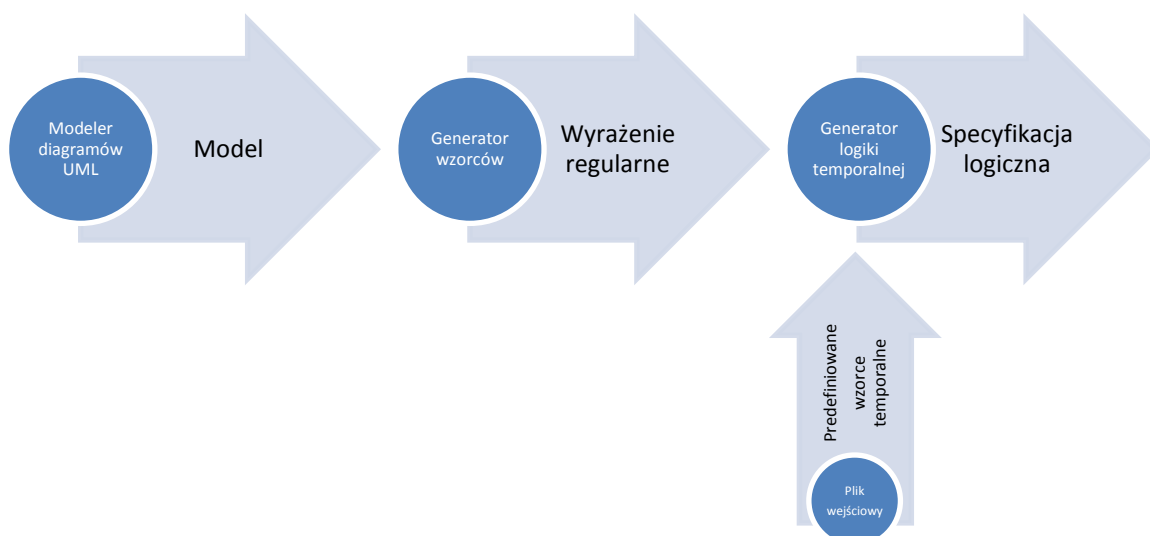 Modeler
diagramów
UML
Model
Generator
wzorców
Wyrażenie
regularne
Generator
logiki
temporalnej
Specyfikacja
logiczna
Predefiniowane
wzorce
temporalne
Plik
wejściowy